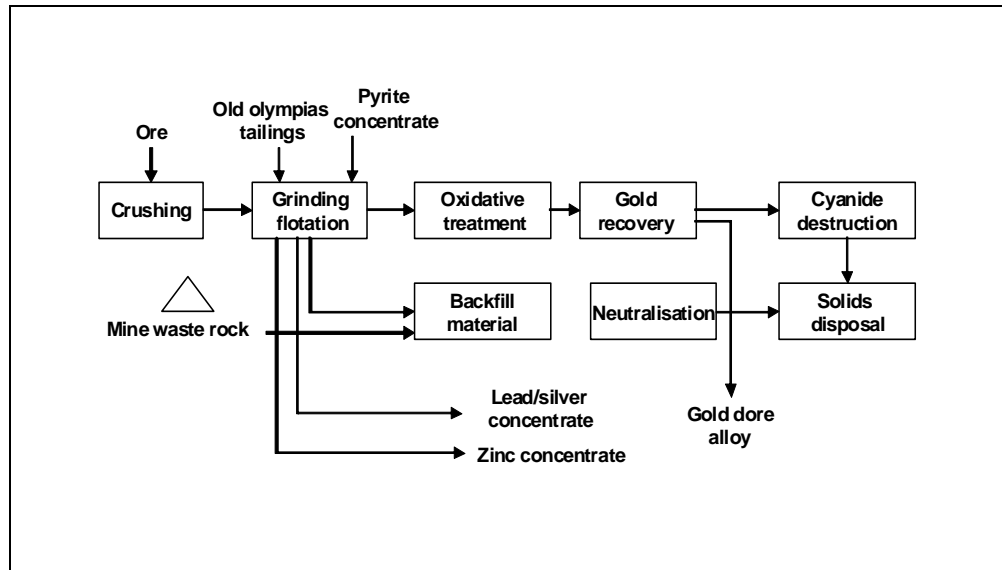 Pyrite
concentrate
Old olympias
tailings
Ore
Crushing
Grinding
flotation
Oxidative
treatment
Gold
recovery
Cyanide
destruction
Mine waste rock
Backfill
material
Neutralisation
Solids
disposal
Lead/silver
concentrate
Zinc concentrate
Gold dore
alloy